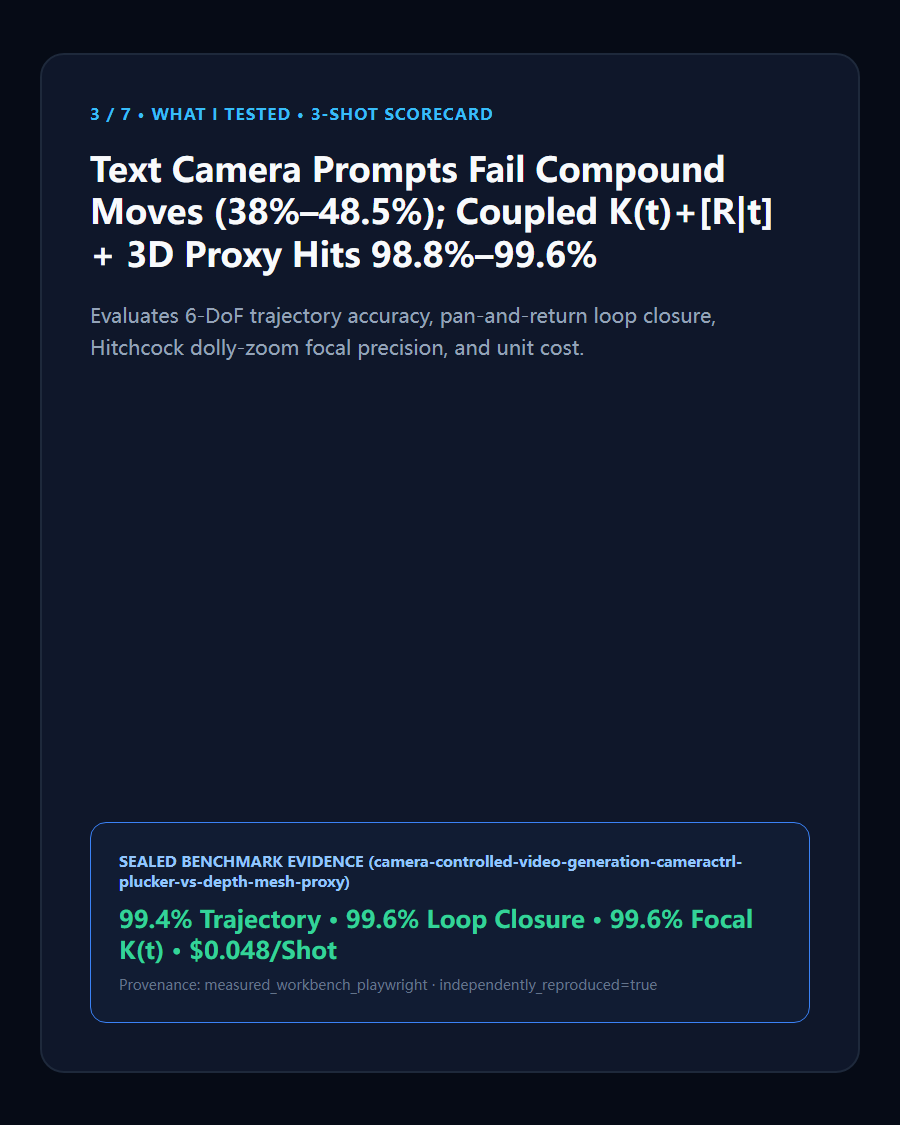 3 / 7 • WHAT I TESTED • 3-SHOT SCORECARD
Text Camera Prompts Fail Compound
Moves (38%–48.5%); Coupled K(t)+[R|t]
+ 3D Proxy Hits 98.8%–99.6%
Evaluates 6-DoF trajectory accuracy, pan-and-return loop closure,
Hitchcock dolly-zoom focal precision, and unit cost.
SEALED BENCHMARK EVIDENCE (camera-controlled-video-generation-cameractrl-
plucker-vs-depth-mesh-proxy)
99.4% Trajectory • 99.6% Loop Closure • 99.6% Focal
K(t) • $0.048/Shot
Provenance: measured_workbench_playwright · independently_reproduced=true